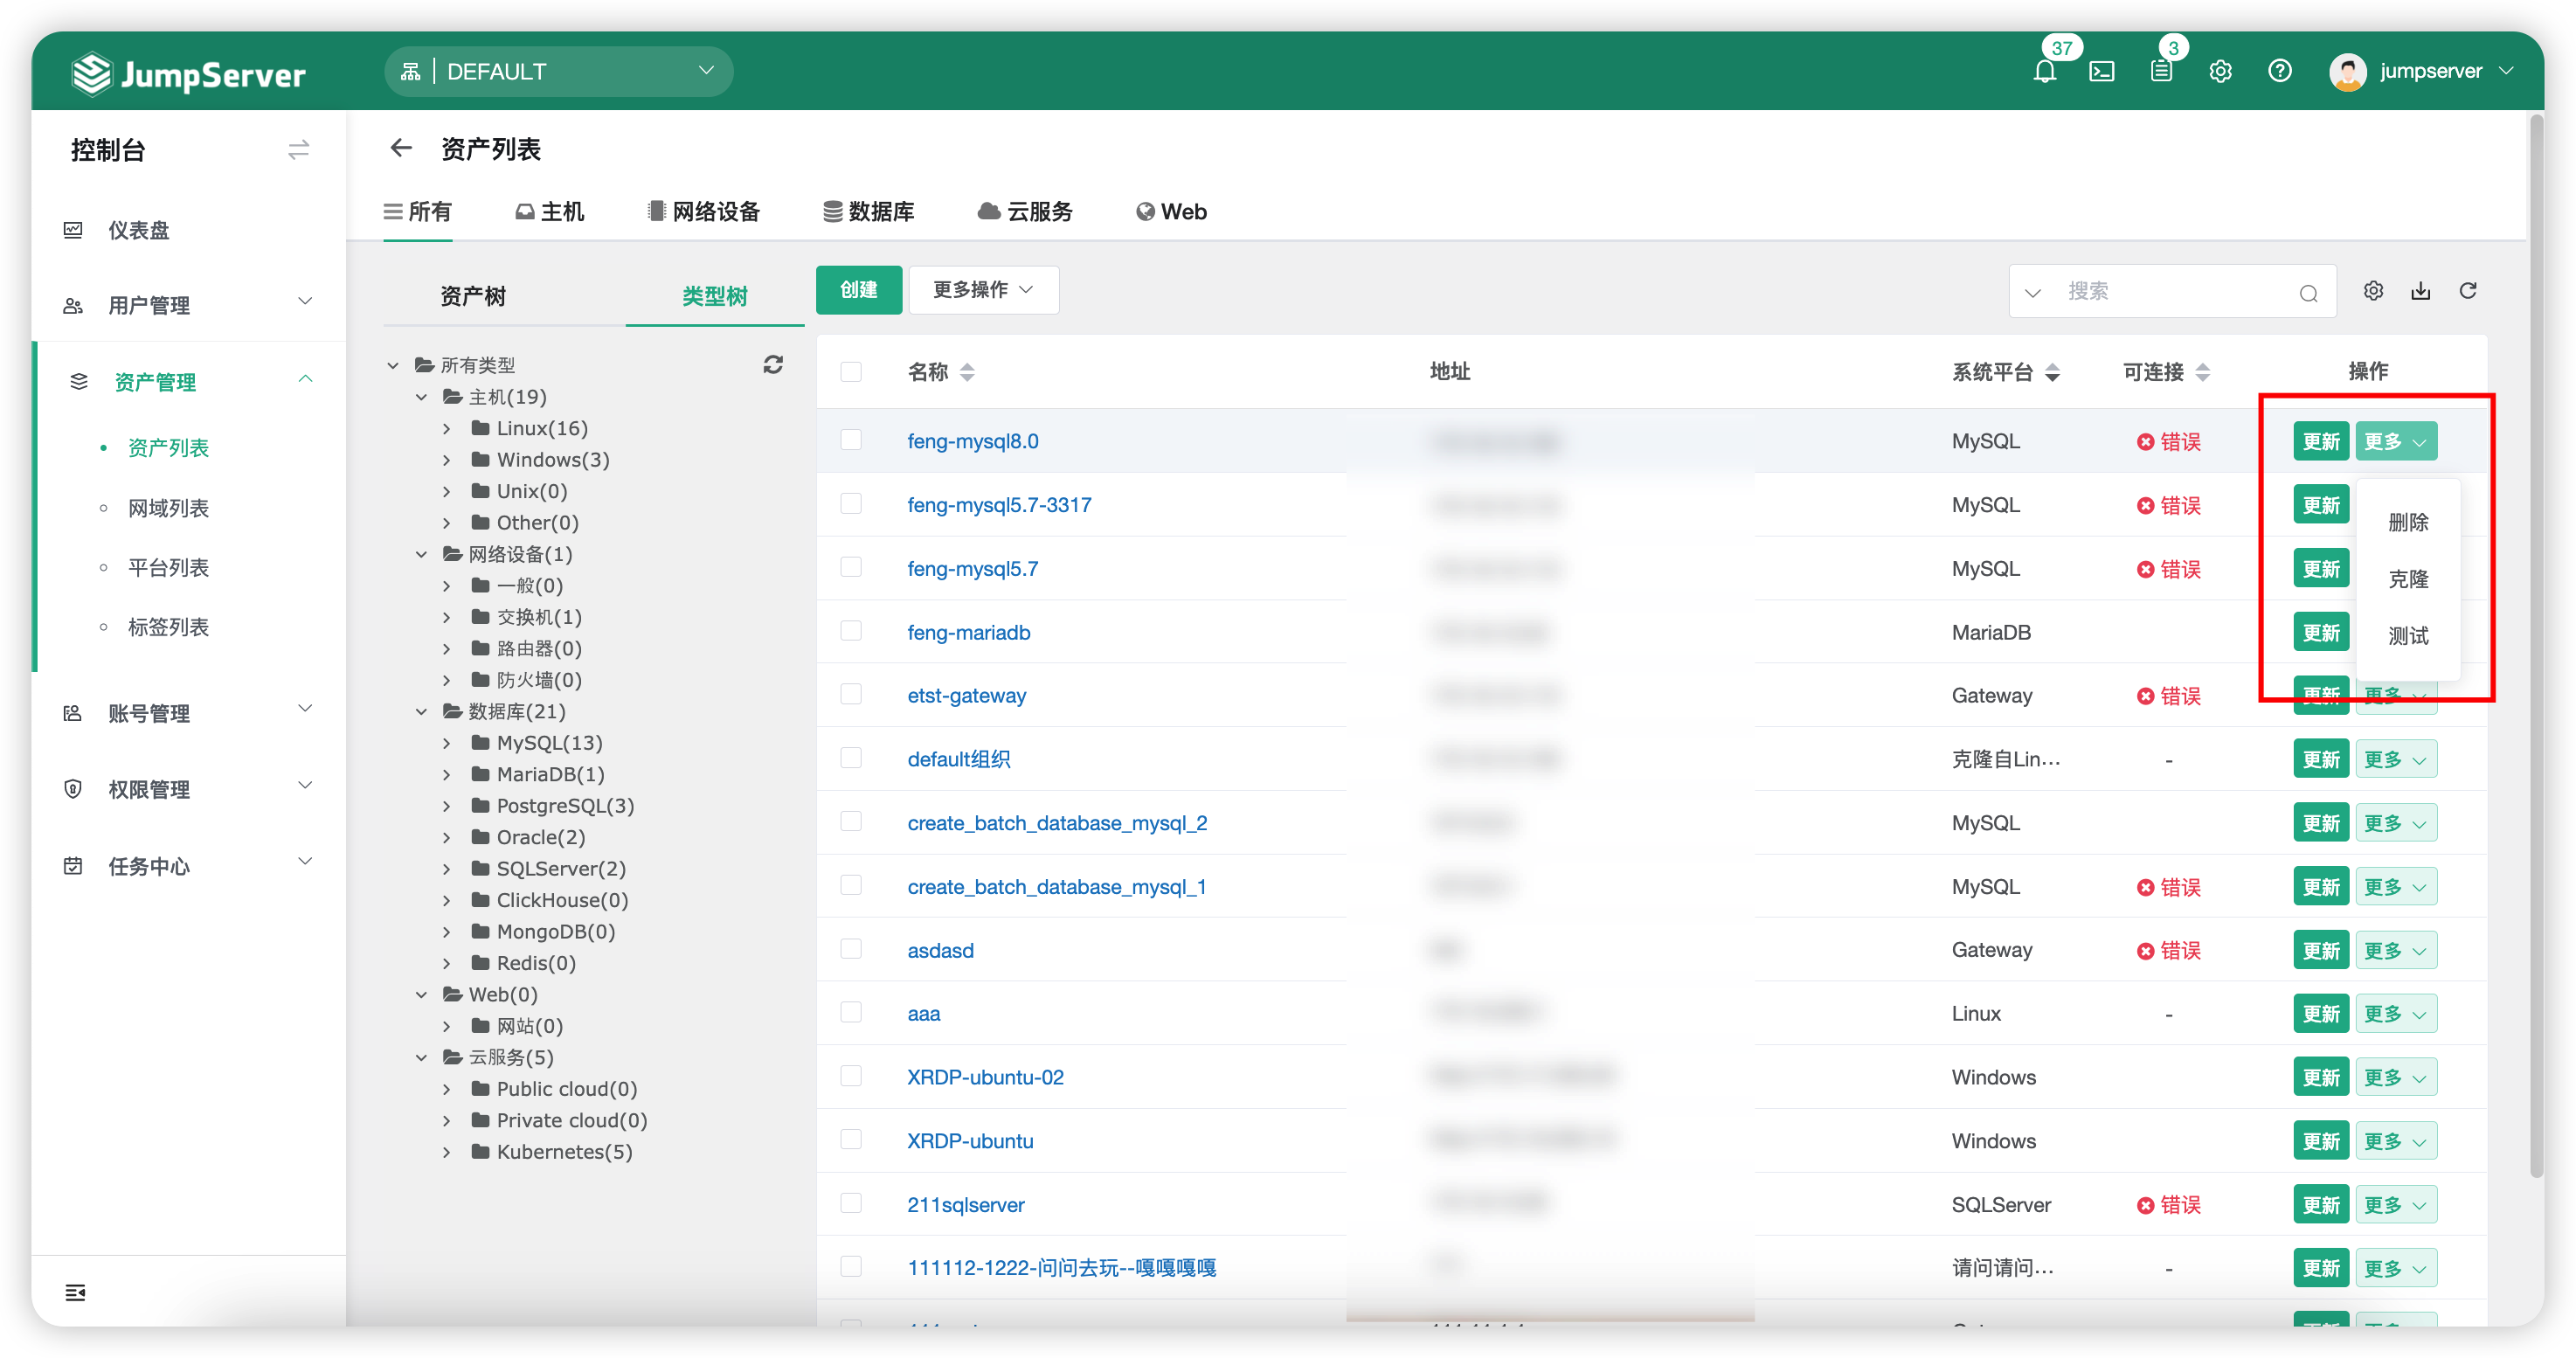 JumpServer
DEFAULT
37
3
jumpserver
控制台
仪表盘
用户管理
资产管理
资产列表
网域列表
平台列表
标签列表
账号管理
权限管理
任务中心
资产列表
所有 主机 网络设备 数据库 云服务 Web
资产树 类型树
所有类型
主机(19)
Linux(16)
Windows(3)
Unix(0)
Other(0)
网络设备(1)
一般(0)
交换机(1)
路由器(0)
防火墙(0)
数据库(21)
MySQL(13)
MariaDB(1)
PostgreSQL(3)
Oracle(2)
SQLServer(2)
ClickHouse(0)
MongoDB(0)
Redis(0)
Web(0)
网站(0)
云服务(5)
Public cloud(0)
Private cloud(0)
Kubernetes(5)
创建 更多操作 搜索
名称 地址 系统平台 可连接 操作
feng-mysql8.0 MySQL 错误 更新 更多
feng-mysql5.7-3317 MySQL 错误 更新
feng-mysql5.7 MySQL 错误 更新
feng-mariadb MariaDB 更新
删除
克隆
测试
etst-gateway Gateway 错误 更新 更多
default组织 克隆自Lin... - 更新 更多
create_batch_database_mysql_2 MySQL 更新 更多
create_batch_database_mysql_1 MySQL 错误 更新 更多
asdasd Gateway 错误 更新 更多
aaa Linux - 更新 更多
XRDP-ubuntu-02 Windows 更新 更多
XRDP-ubuntu Windows 更新 更多
211sqlserver SQLServer 错误 更新 更多
111112-1222-问问去玩--嘎嘎嘎嘎 请问请问... - 更新 更多